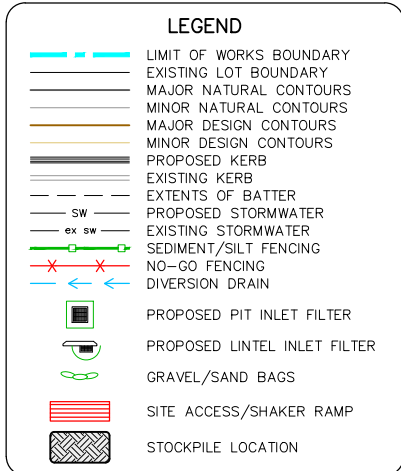 LEGEND
LIMIT OF WORKS BOUNDARY
EXISTING LOT BOUNDARY
MAJOR NATURAL CONTOURS
MINOR NATURAL CONTOURS
MAJOR DESIGN CONTOURS
MINOR DESIGN CONTOURS
PROPOSED KERB
EXISTING KERB
EXTENTS OF BATTER
SW PROPOSED STORMWATER
ex sw EXISTING STORMWATER
SEDIMENT/SILT FENCING
NO-GO FENCING
DIVERSION DRAIN
PROPOSED PIT INLET FILTER
PROPOSED LINTEL INLET FILTER
GRAVEL/SAND BAGS
SITE ACCESS/SHAKER RAMP
STOCKPILE LOCATION